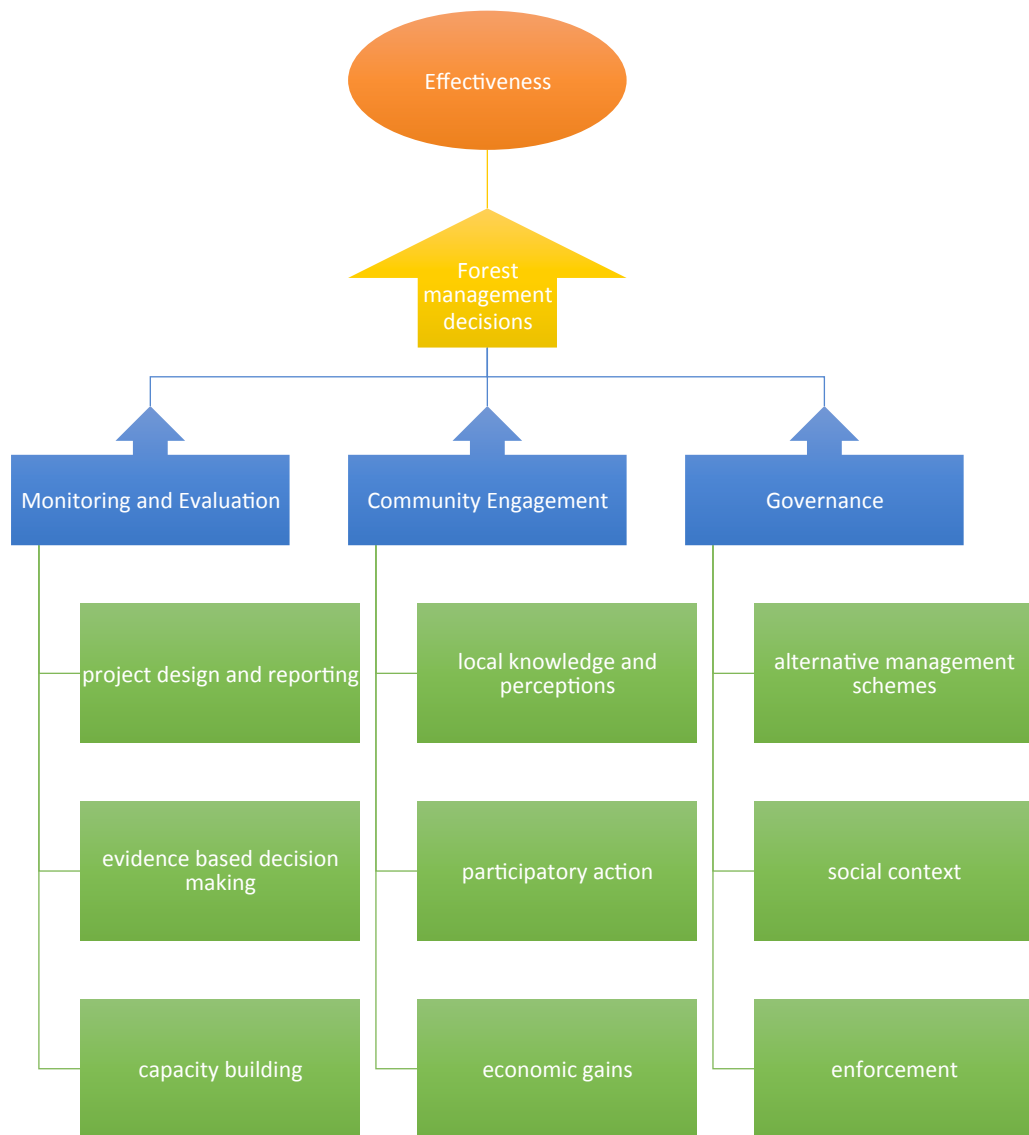 Effectiveness
Forest
management
decisions
Monitoring and Evaluation
Community Engagement
Governance
project design and reporting
local knowledge and
perceptions
alternative management
schemes
evidence based decision
making
participatory action
social context
capacity building
economic gains
enforcement